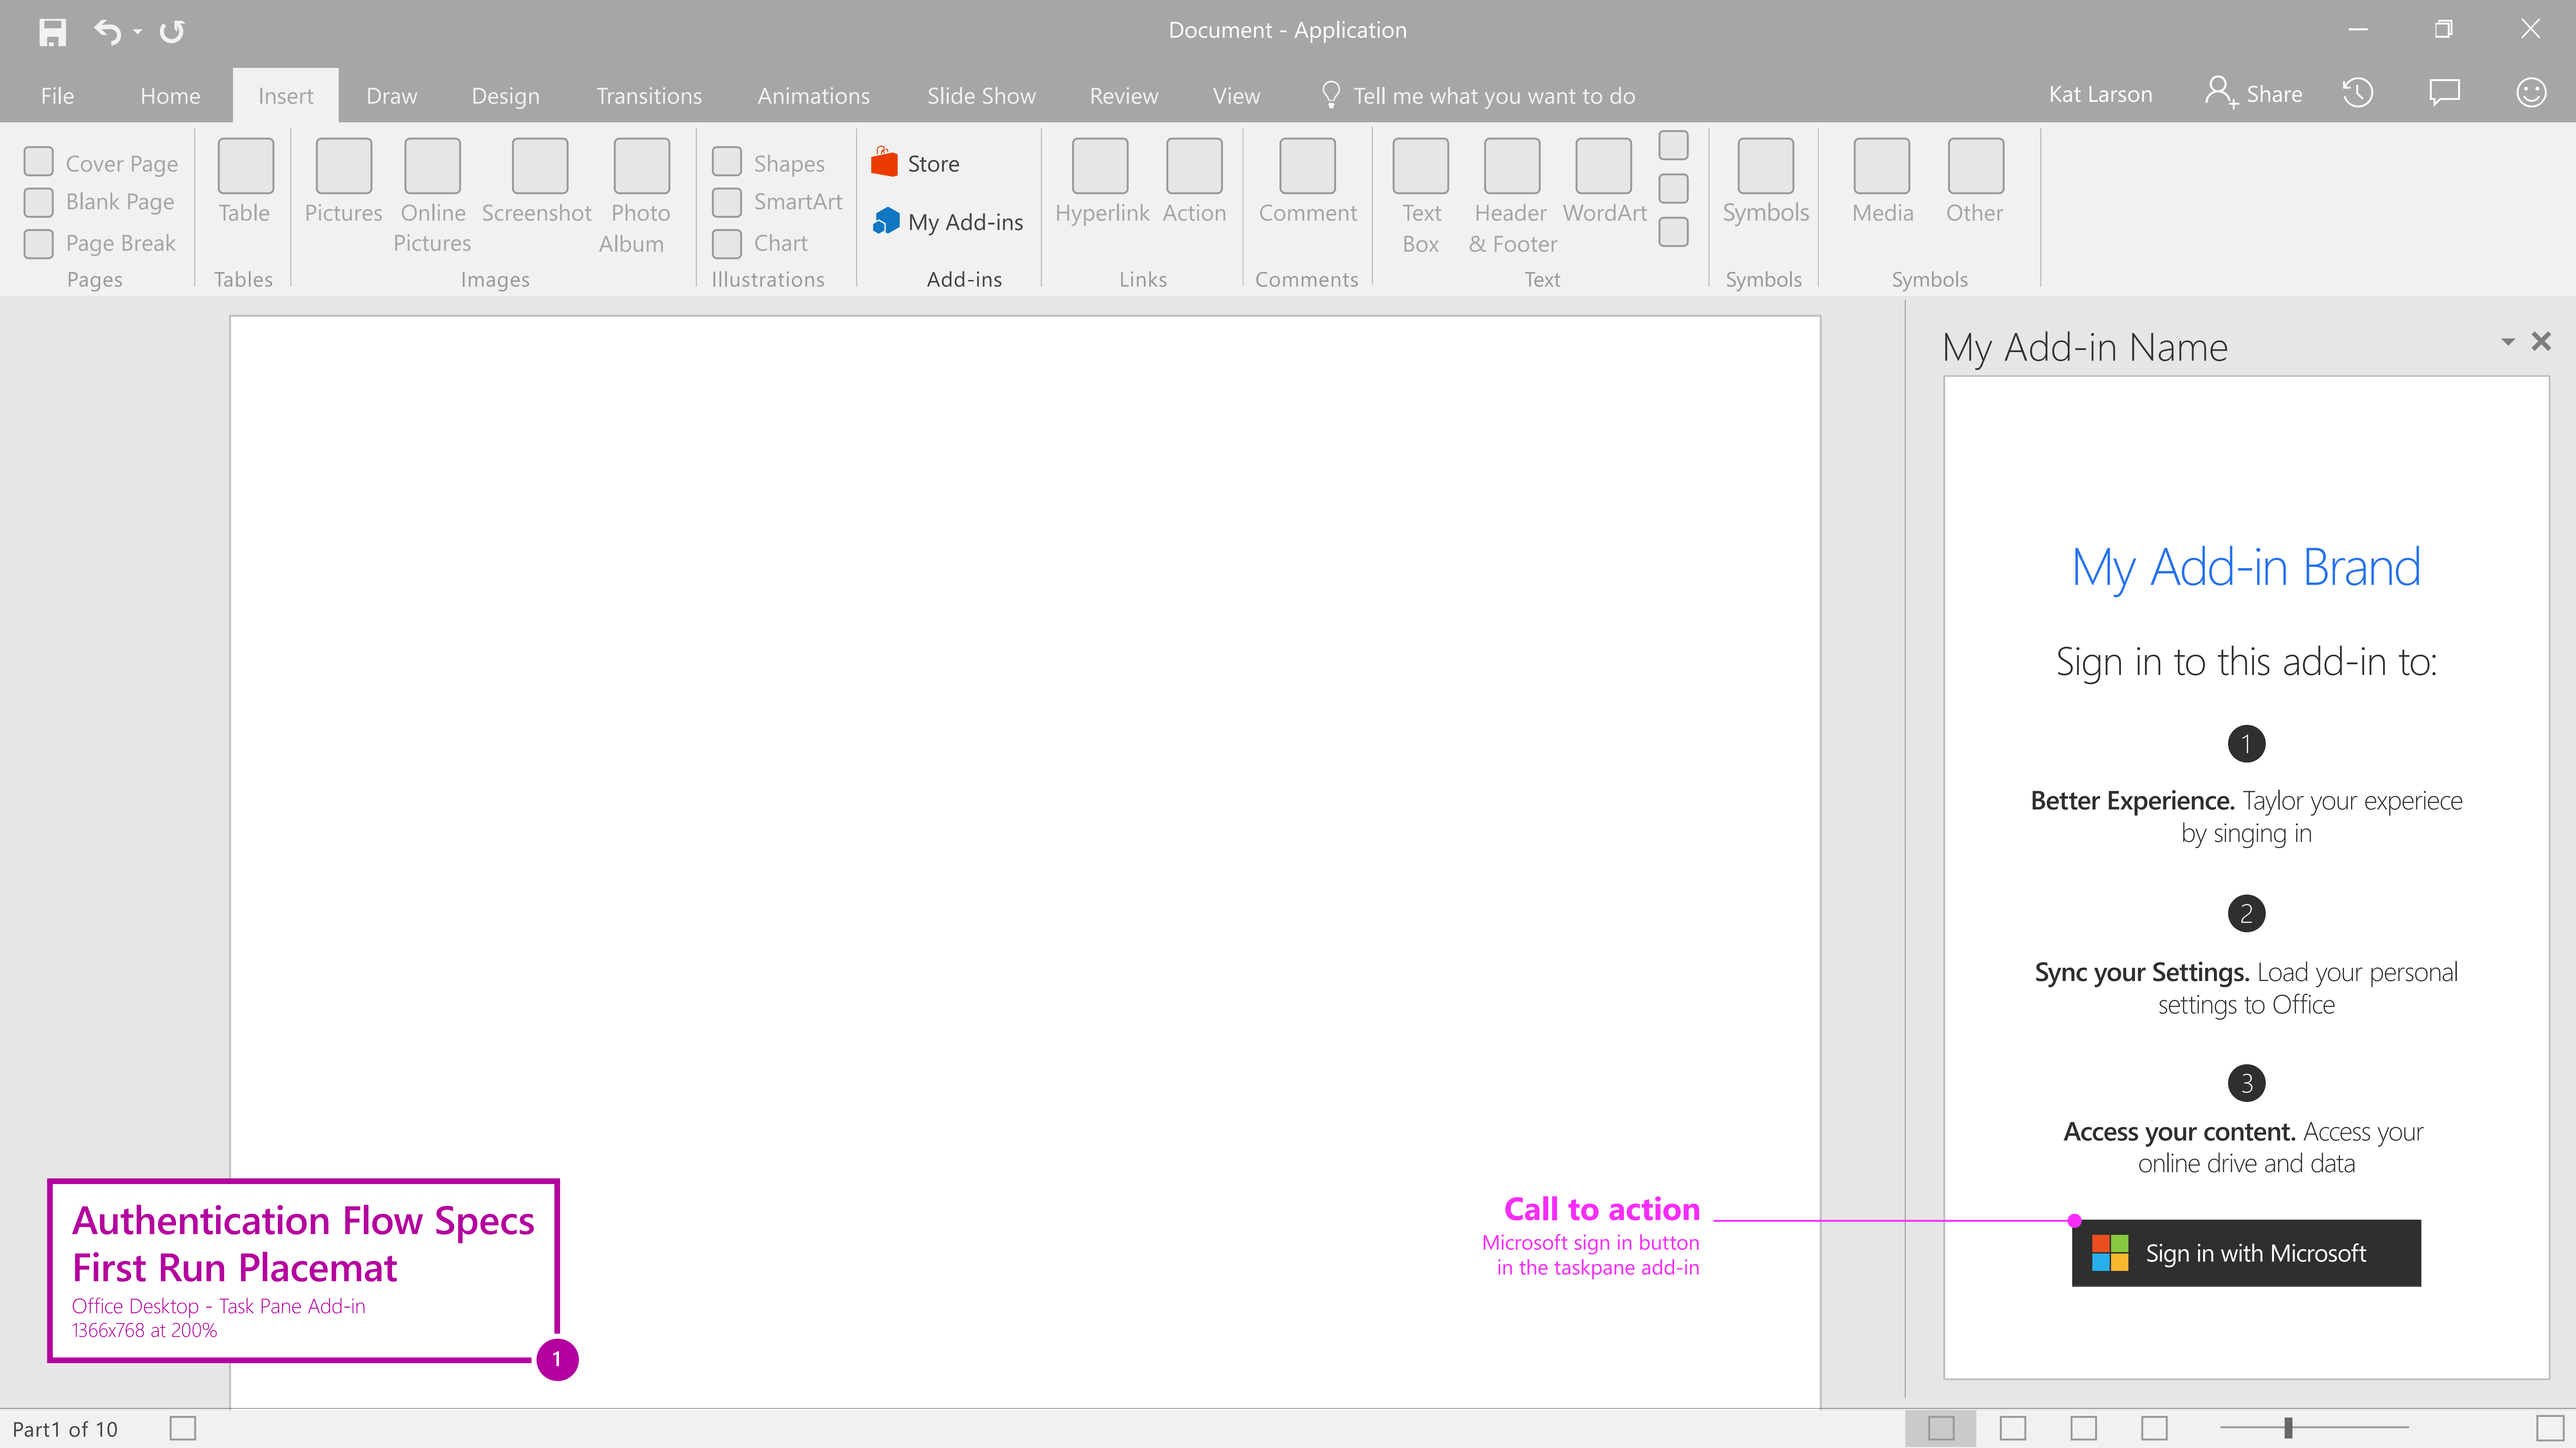 Document - Application
File Home Insert Draw Design Transitions Animations Slide Show Review View Tell me what you want to do Kat Larson Share
Cover Page
Blank Page
Page Break
Pages
Table
Tables
Pictures Online Pictures Screenshot Photo Album
Images
Shapes
SmartArt
Chart
Illustrations
Store
My Add-ins
Add-ins
Hyperlink Action
Links
Comment
Comments
Text Box Header & Footer WordArt
Text
Symbols
Symbols
Media Other
Symbols
My Add-in Name
My Add-in Brand
Sign in to this add-in to:
1
Better Experience. Taylor your experiece
by singing in
2
Sync your Settings. Load your personal
settings to Office
3
Access your content. Access your
online drive and data
Sign in with Microsoft
Call to action
Microsoft sign in button
in the taskpane add-in
Authentication Flow Specs
First Run Placemat
Office Desktop - Task Pane Add-in
1366x768 at 200%
1
Part1 of 10